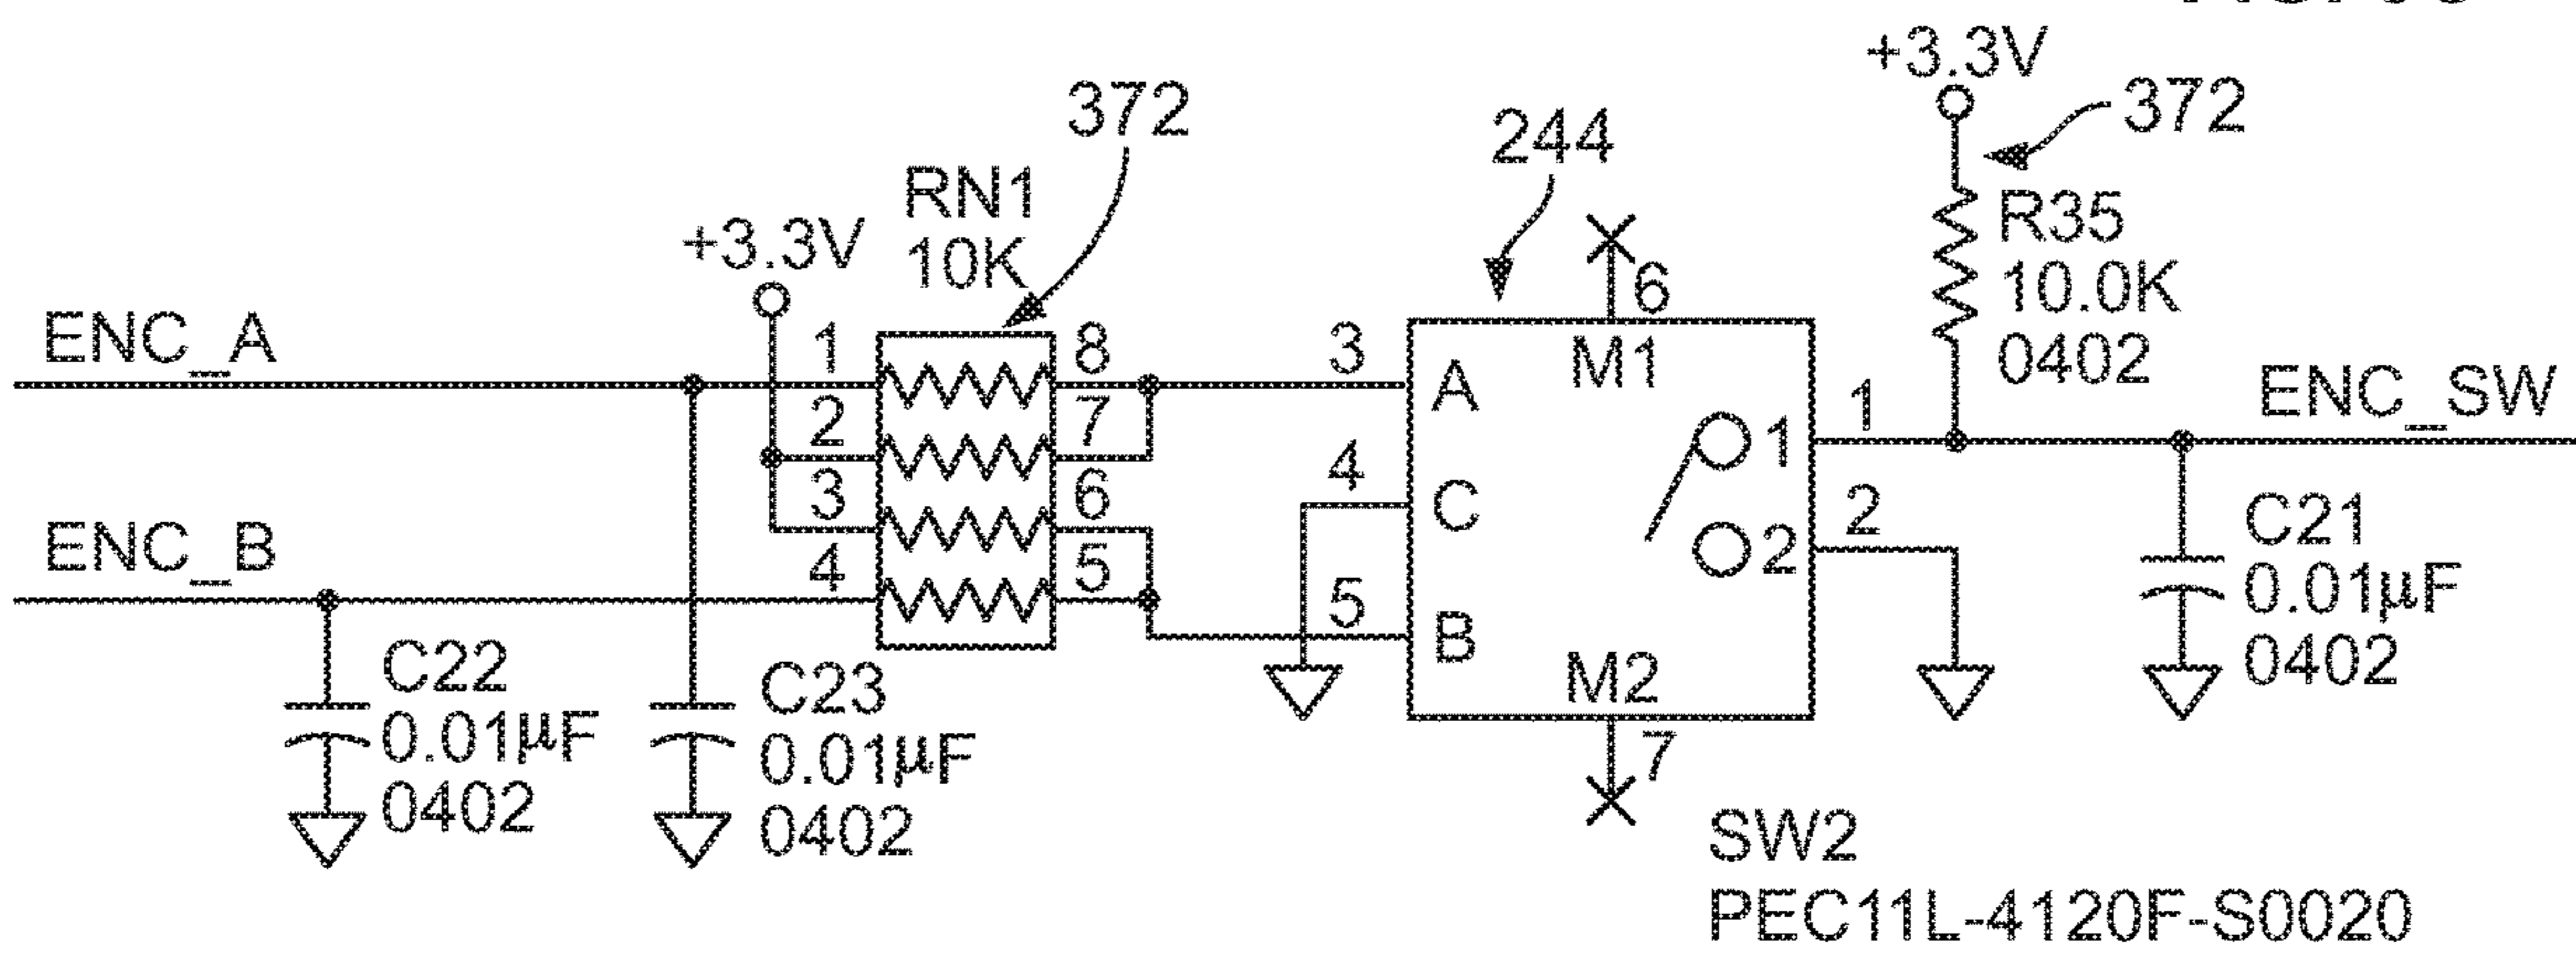 +3.3V
372
372
244
RN1
10K
+3.3V
R35
10.0K
0402
ENC_A
ENC_B
1
2
3
4
8
7
6
5
3
4
5
A
C
B
M1
6
M2
7
1
2
1
2
ENC_SW
C21
0.01µF
0402
C22
0.01µF
0402
C23
0.01µF
0402
SW2
PEC11L-4120F-S0020